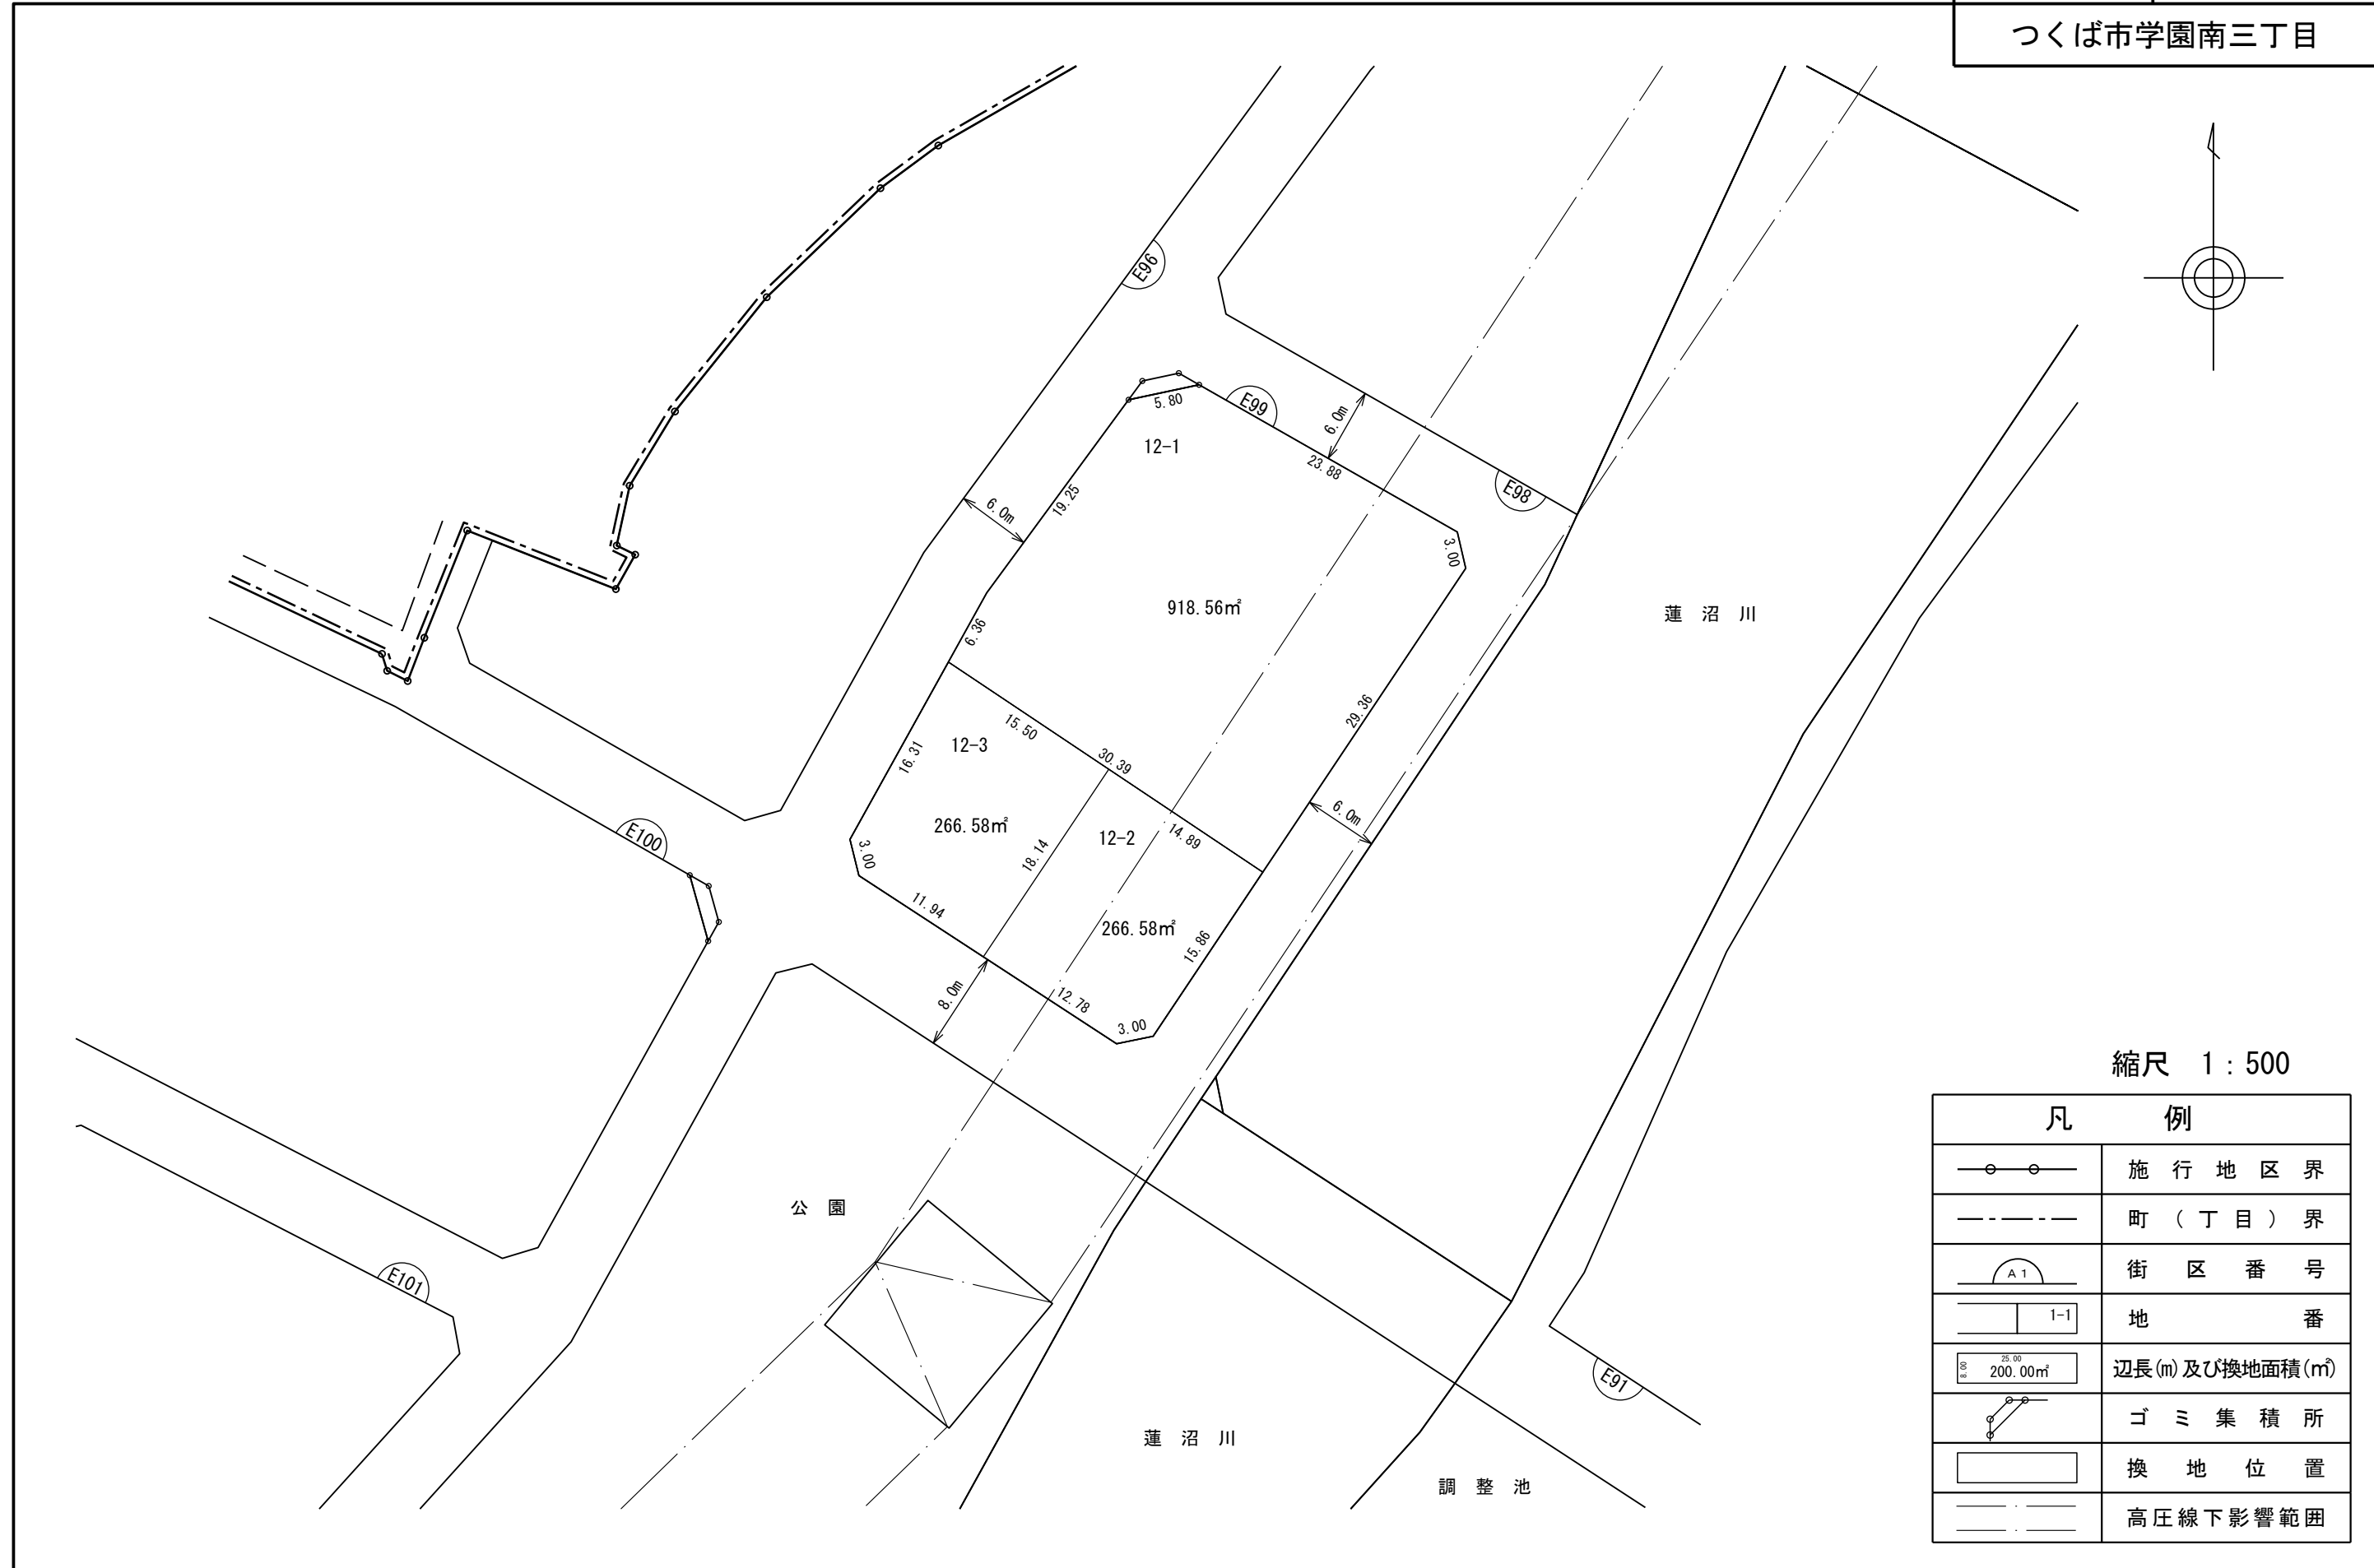 つくば市学園南三丁目
E96
5.80
E99
6.0m
12-1
23.88
19.25
E98
6.0m
3.00
918.56㎡
蓮沼川
6.36
29.36
15.50
12-3
30.39
16.31
6.0m
266.58㎡
12-2
14.89
E100
3.00
18.14
11.94
266.58㎡
15.86
8.0m
12.78
3.00
公園
E101
E91
蓮沼川
調整池
縮尺 1:500
凡例
施行地区界
町(丁目)界
A1
街区番号
1-1
地番
25.00
8.00
200.00㎡
辺長(m)及び換地面積(㎡)
ゴミ集積所
換地位置
高圧線下影響範囲